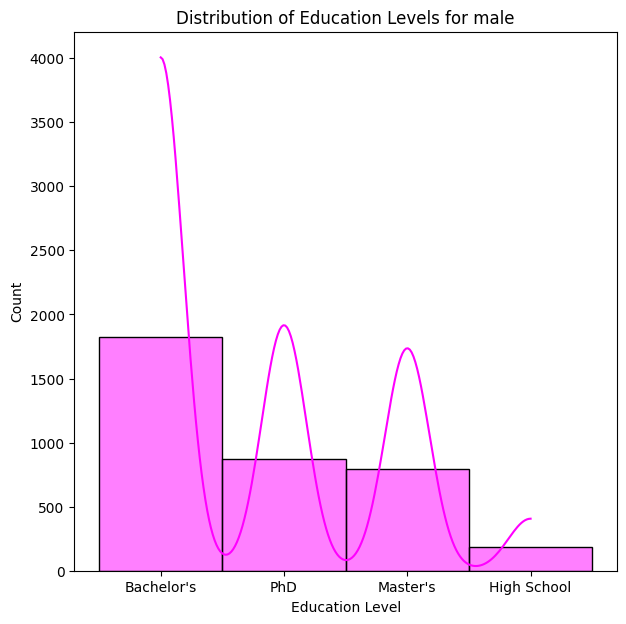 Distribution of Education Levels for male
4000
3500
3000
2500
2000
1500
1000
500
0
Count
Bachelor's PhD Master's High School
Education Level